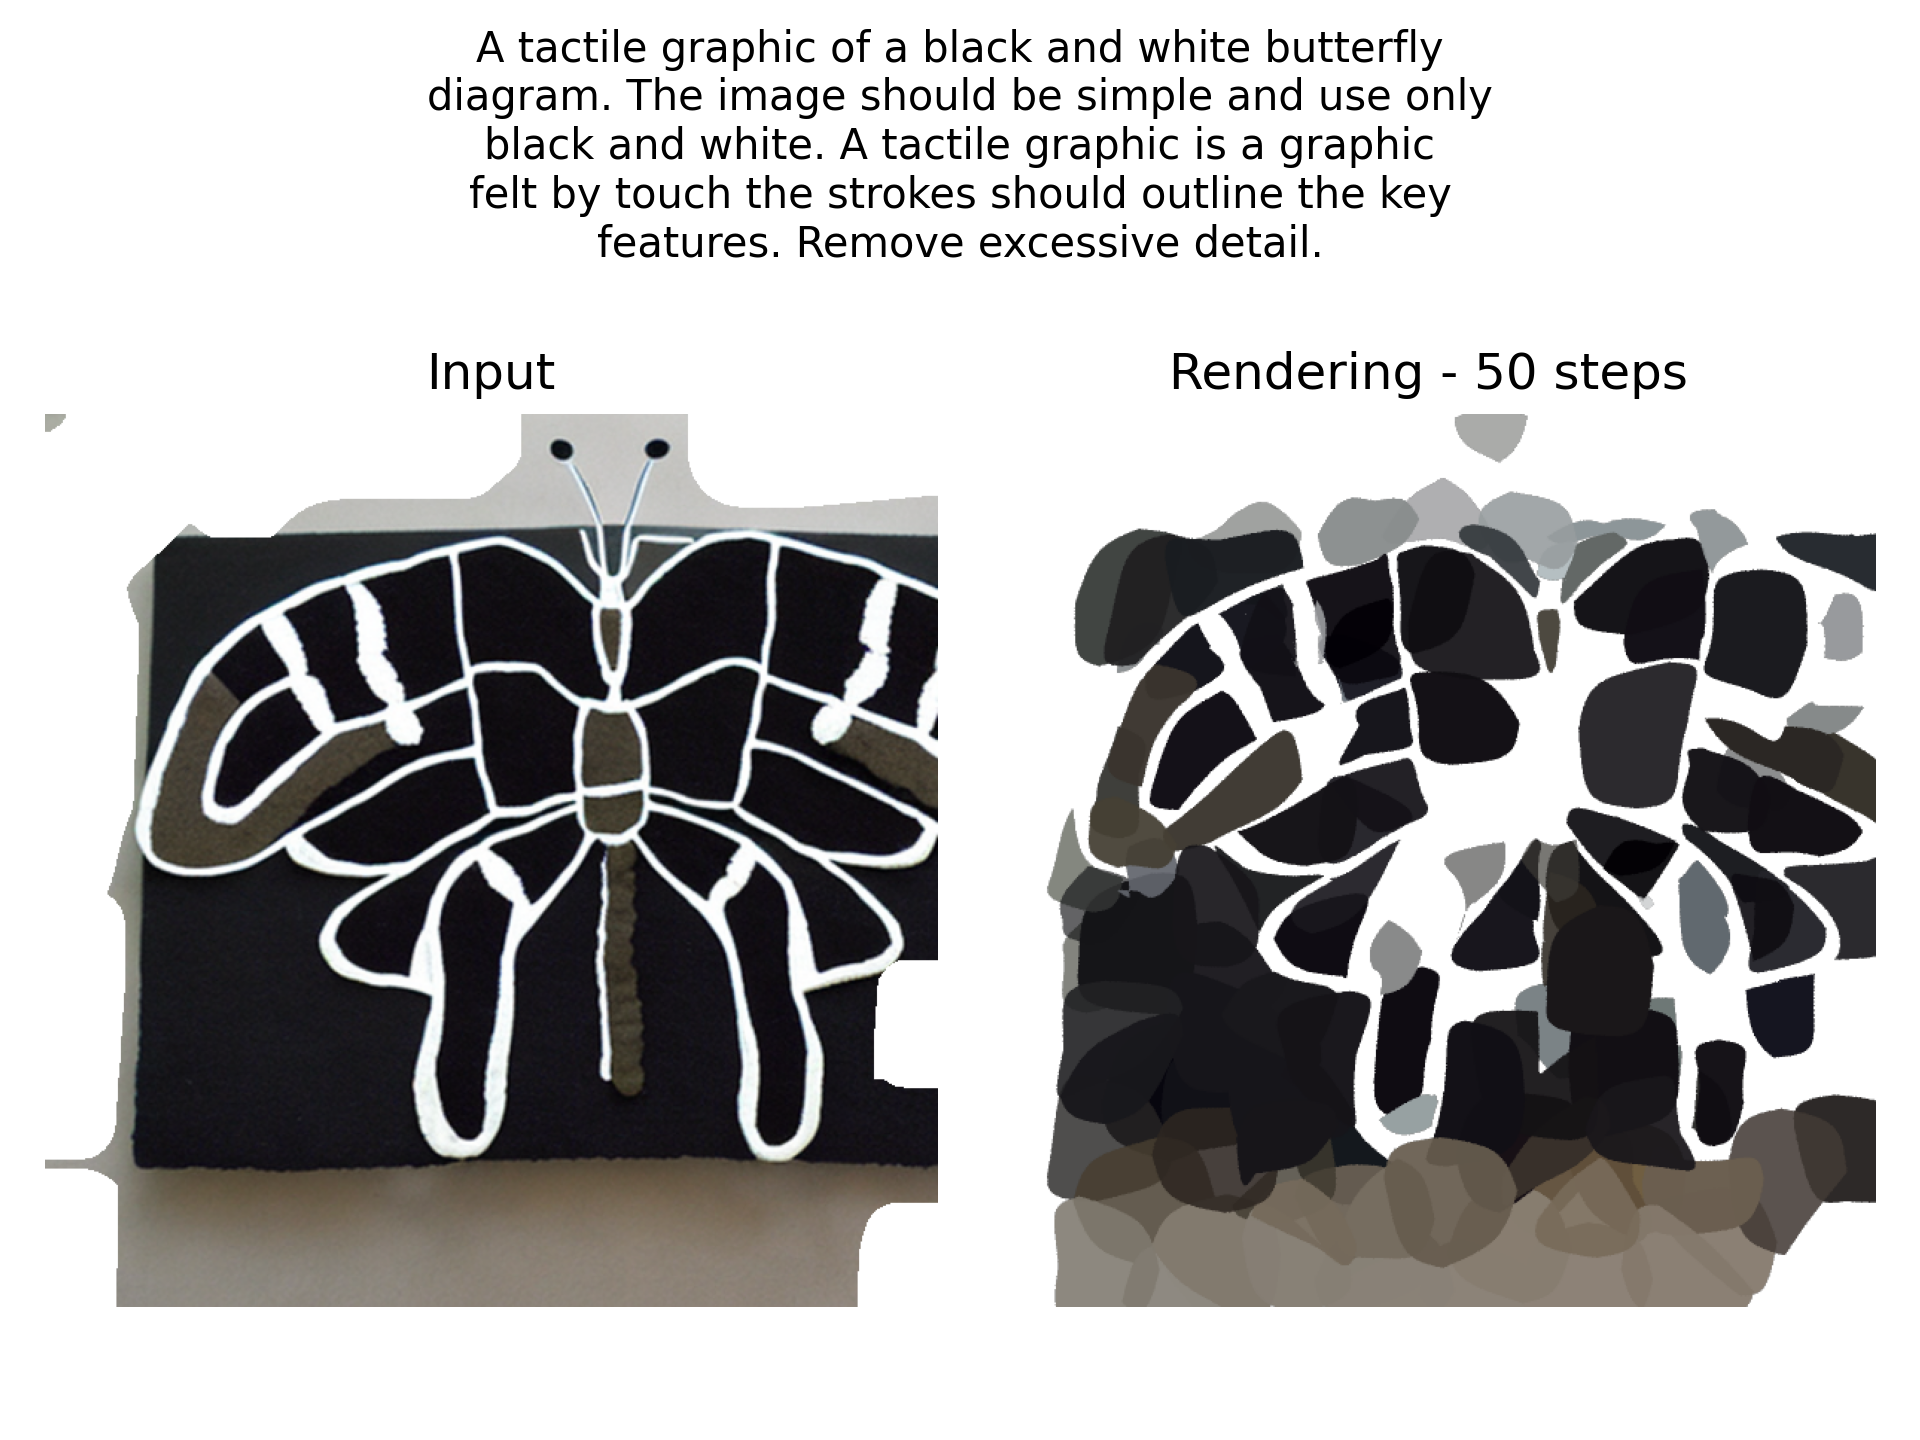 A tactile graphic of a black and white butterfly
diagram. The image should be simple and use only
black and white. A tactile graphic is a graphic
felt by touch the strokes should outline the key
features. Remove excessive detail.
Input
Rendering - 50 steps